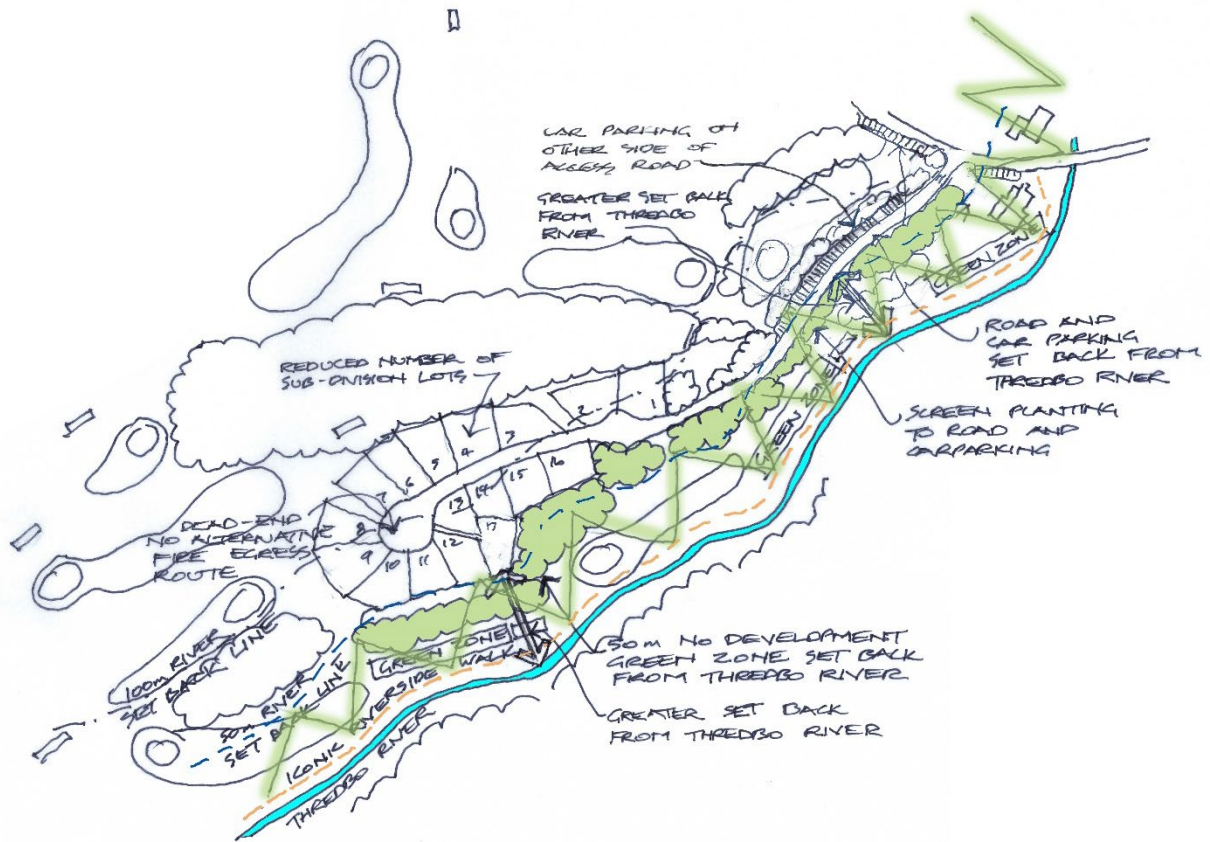 CAR PARKING ON
OTHER SIDE OF
ACCESS ROAD
GREATER SET BACK
FROM THREDBO
RIVER
GREEN ZONE
ROAD AND
CAR PARKING
SET BACK FROM
THREDBO RIVER
SCREEN PLANTING
TO ROAD AND
CARPARKING
GREEN ZONE
REDUCED NUMBER OF
SUB-DIVISION LOTS
1
2
3
4
5
6
7
8
9
10
11
12
13
14
15
16
17
DEAD-END
NO ALTERNATIVE
FIRE EGRESS
ROUTE
100m RIVER
SET BACK LINE
50m RIVER
SET BACK LINE
GREEN ZONE
ICONIC RIVERSIDE WALK
THREDBO RIVER
50m NO DEVELOPMENT
GREEN ZONE SET BACK
FROM THREDBO RIVER
GREATER SET BACK
FROM THREDBO RIVER